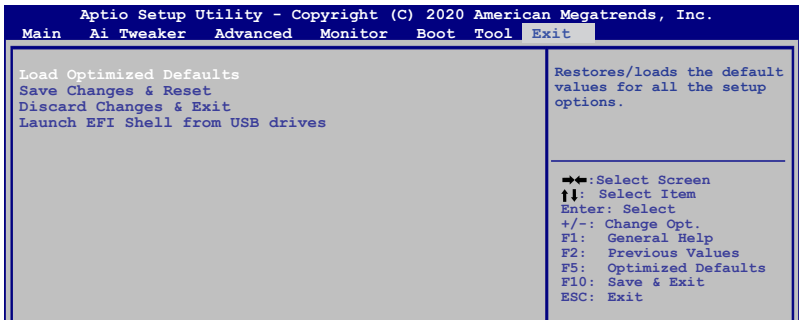 Aptio Setup Utility - Copyright (C) 2020 American Megatrends, Inc.
Main Ai Tweaker Advanced Monitor Boot Tool Exit
Load Optimized Defaults
Save Changes & Reset
Discard Changes & Exit
Launch EFI Shell from USB drives
Restores/loads the default
values for all the setup
options.
→←:Select Screen
↑↓: Select Item
Enter: Select
+/-: Change Opt.
F1: General Help
F2: Previous Values
F5: Optimized Defaults
F10: Save & Exit
ESC: Exit